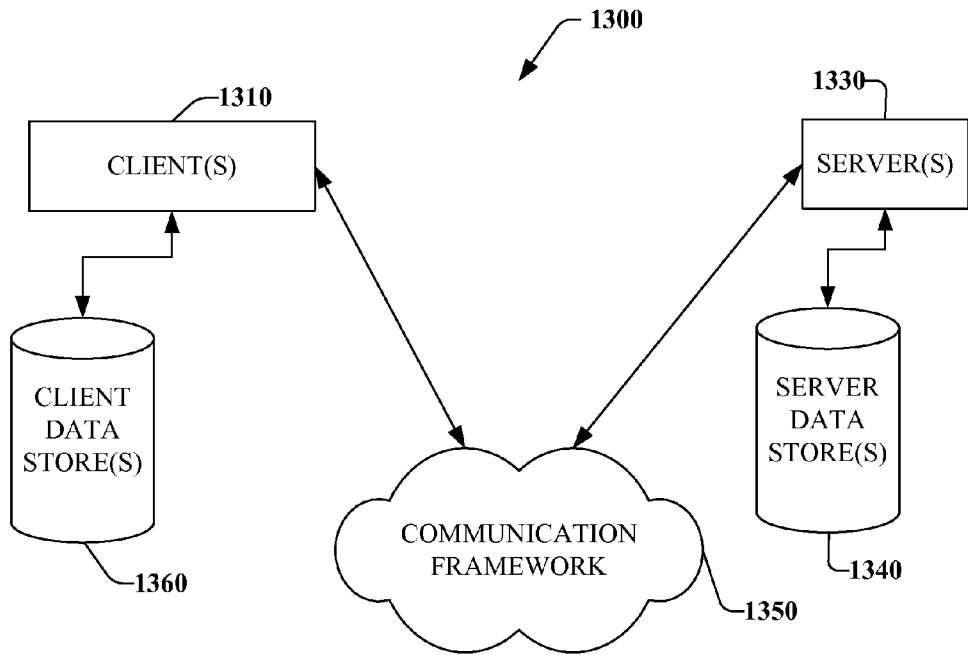 1300
1310
CLIENT(S)
1330
SERVER(S)
CLIENT
DATA
STORE(S)
SERVER
DATA
STORE(S)
COMMUNICATION
FRAMEWORK
1360
1340
1350